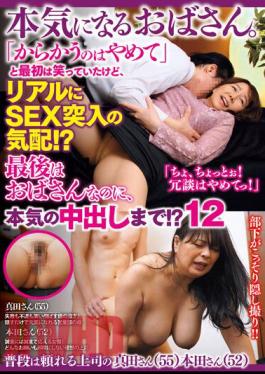 本気になるおばさん。
「からかうのはやめて」
と最初は笑っていたけど、
リアルに
SEX突入の
気配!?
最後は
おばさんなのに、
本気の中出しまで!? 12
「ちょ、ちょっとぉ!
冗談はやめてっ!」
部下がこっそり隠し撮り!!
真田さん(55)
本田さん(52)
普段は頼れる上司の真田さん(55)本田さん(52)